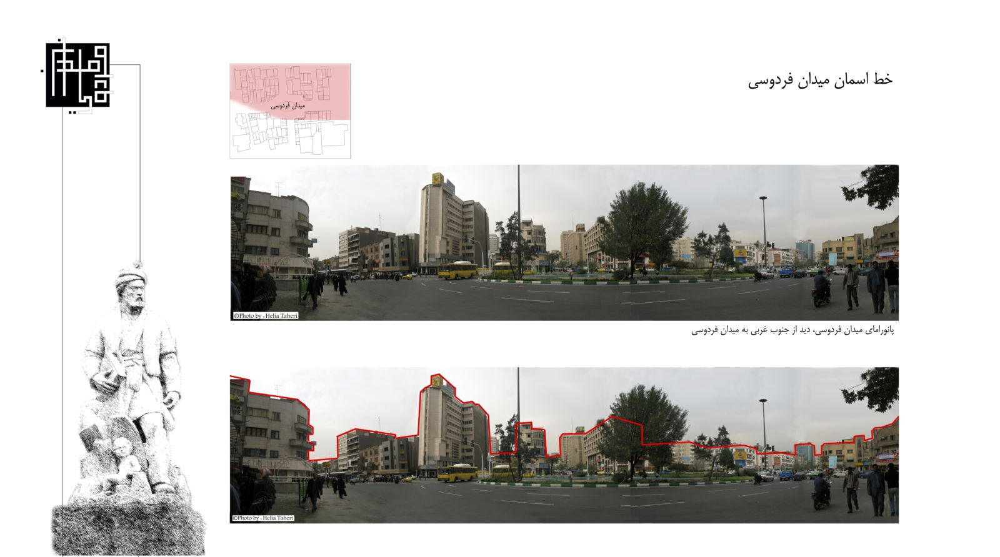 خط اسمان میدان فردوسی
میدان فردوسی
©Photo by : Helia Taheri
پانورامای میدان فردوسی، دید از جنوب غربی به میدان فردوسی
©Photo by : Helia Taheri